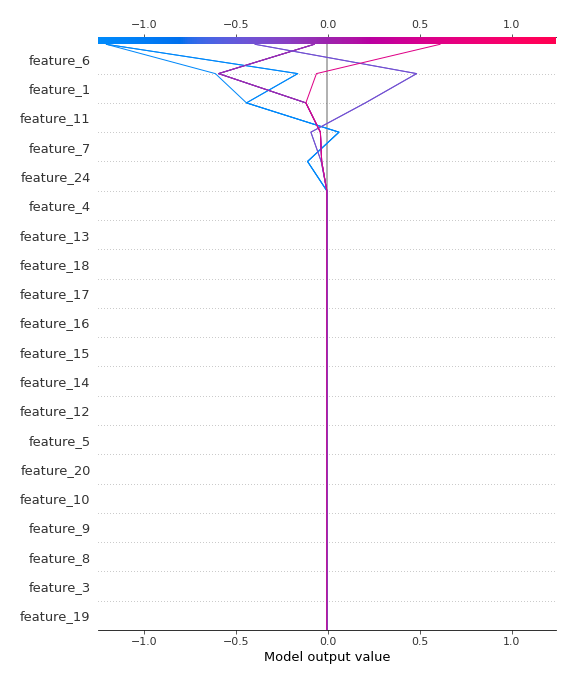 −1.0 −0.5 0.0 0.5 1.0
feature_6
feature_1
feature_11
feature_7
feature_24
feature_4
feature_13
feature_18
feature_17
feature_16
feature_15
feature_14
feature_12
feature_5
feature_20
feature_10
feature_9
feature_8
feature_3
feature_19
−1.0 −0.5 0.0 0.5 1.0
Model output value